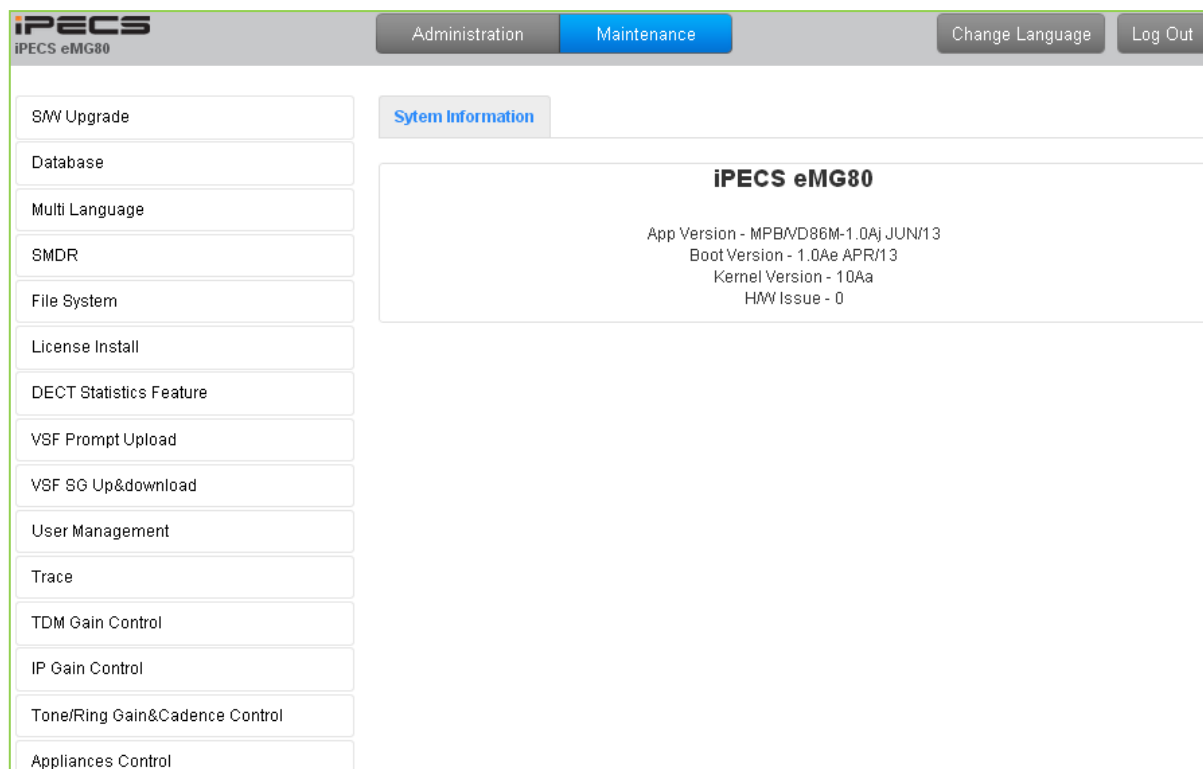 iPECS
iPECS eMG80
Administration
Maintenance
Change Language
Log Out
S/W Upgrade
Database
Multi Language
SMDR
File System
License Install
DECT Statistics Feature
VSF Prompt Upload
VSF SG Up&download
User Management
Trace
TDM Gain Control
IP Gain Control
Tone/Ring Gain&Cadence Control
Appliances Control
Sytem Information
iPECS eMG80
App Version - MPB/VD86M-1.0Aj JUN/13
Boot Version - 1.0Ae APR/13
Kernel Version - 10Aa
H/W Issue - 0